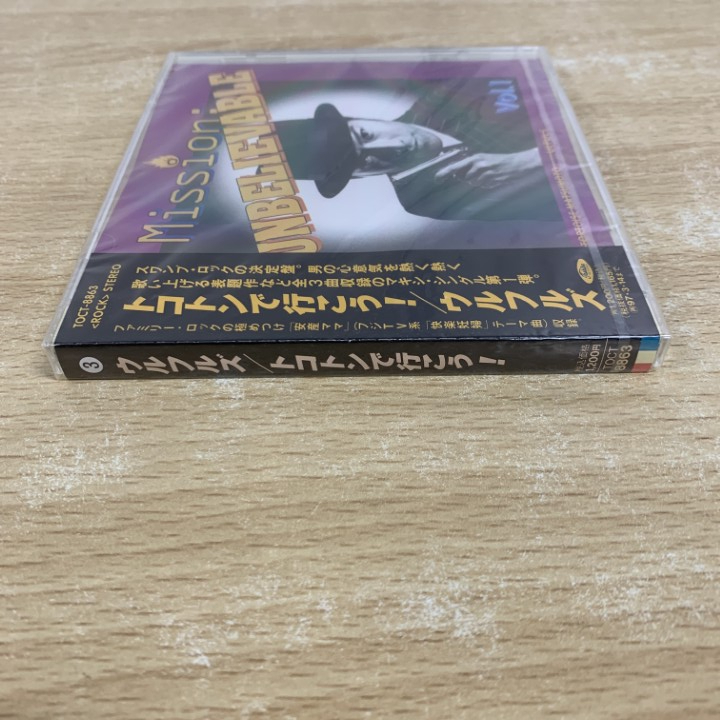 Mission:
UNBELIEVABLE
VOL.1
TOCT-8863
<ROCK> STEREO
スワンプ・ロックの決定盤。男の心意気を熱く熱く
歌い上げる表題作など全3曲収録のマキシ・シングル第1弾。
トコトンで行こう!/ウルフルズ
ファミリー・ロックの極めつけ「安産ママ」(フジTV系「快楽妊婦」テーマ曲)収録。
③ ウルフルズ/トコトンで行こう!
1,200円
TOCT
8863